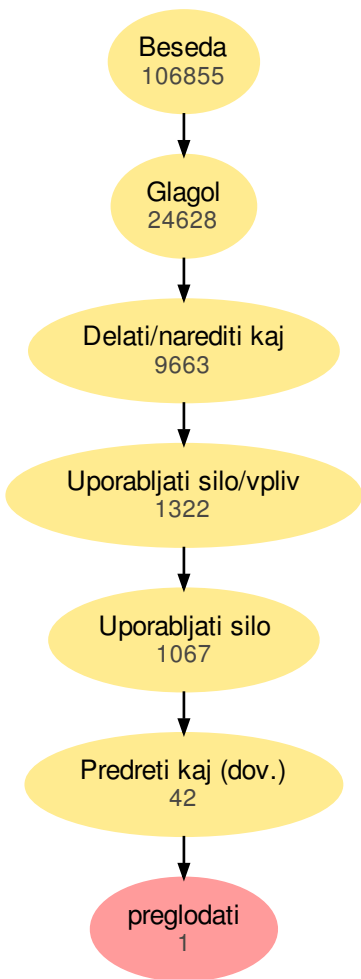 Beseda
106855
Glagol
24628
Delati/narediti kaj
9663
Uporabljati silo/vpliv
1322
Uporabljati silo
1067
Predreti kaj (dov.)
42
preglodati
1